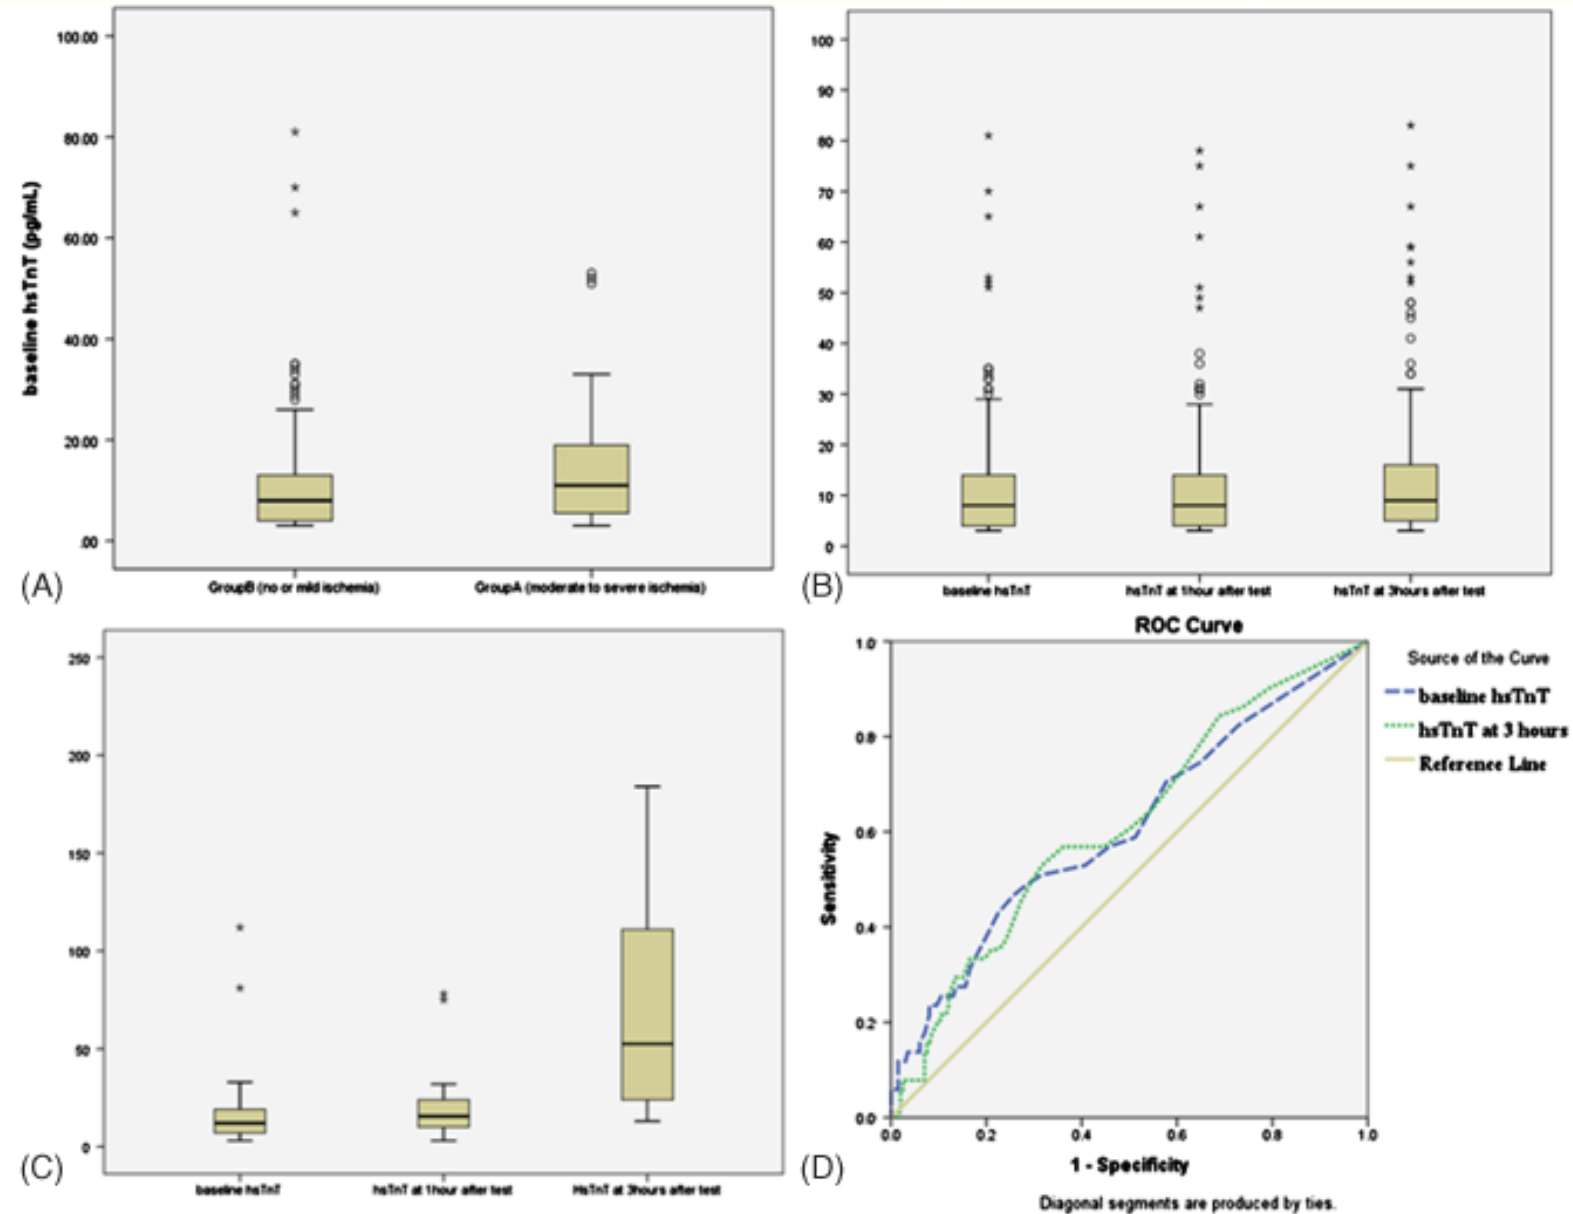 100.00
80.00
60.00
40.00
20.00
.00
baseline hsTnT (pg/mL)
GroupB (no or mild ischemia)
GroupA (moderate to severe ischemia)
(A)
100
90
80
70
60
50
40
30
20
10
0
baseline hsTnT
hsTnT at 1hour after test
hsTnT at 3hours after test
(B)
250
200
150
100
50
0
baseline hsTnT
hsTnT at 1hour after test
HsTnT at 3hours after test
(C)
ROC Curve
1.0
0.8
0.6
0.4
0.2
0.0
Sensitivity
0.0
0.2
0.4
0.6
0.8
1.0
1 - Specificity
Source of the Curve
baseline hsTnT
hsTnT at 3 hours
Reference Line
Diagonal segments are produced by ties.
(D)